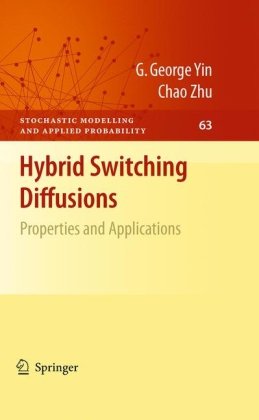 G. George Yin
Chao Zhu
STOCHASTIC MODELLING
AND APPLIED PROBABILITY
63
Hybrid Switching
Diffusions
Properties and Applications
Springer